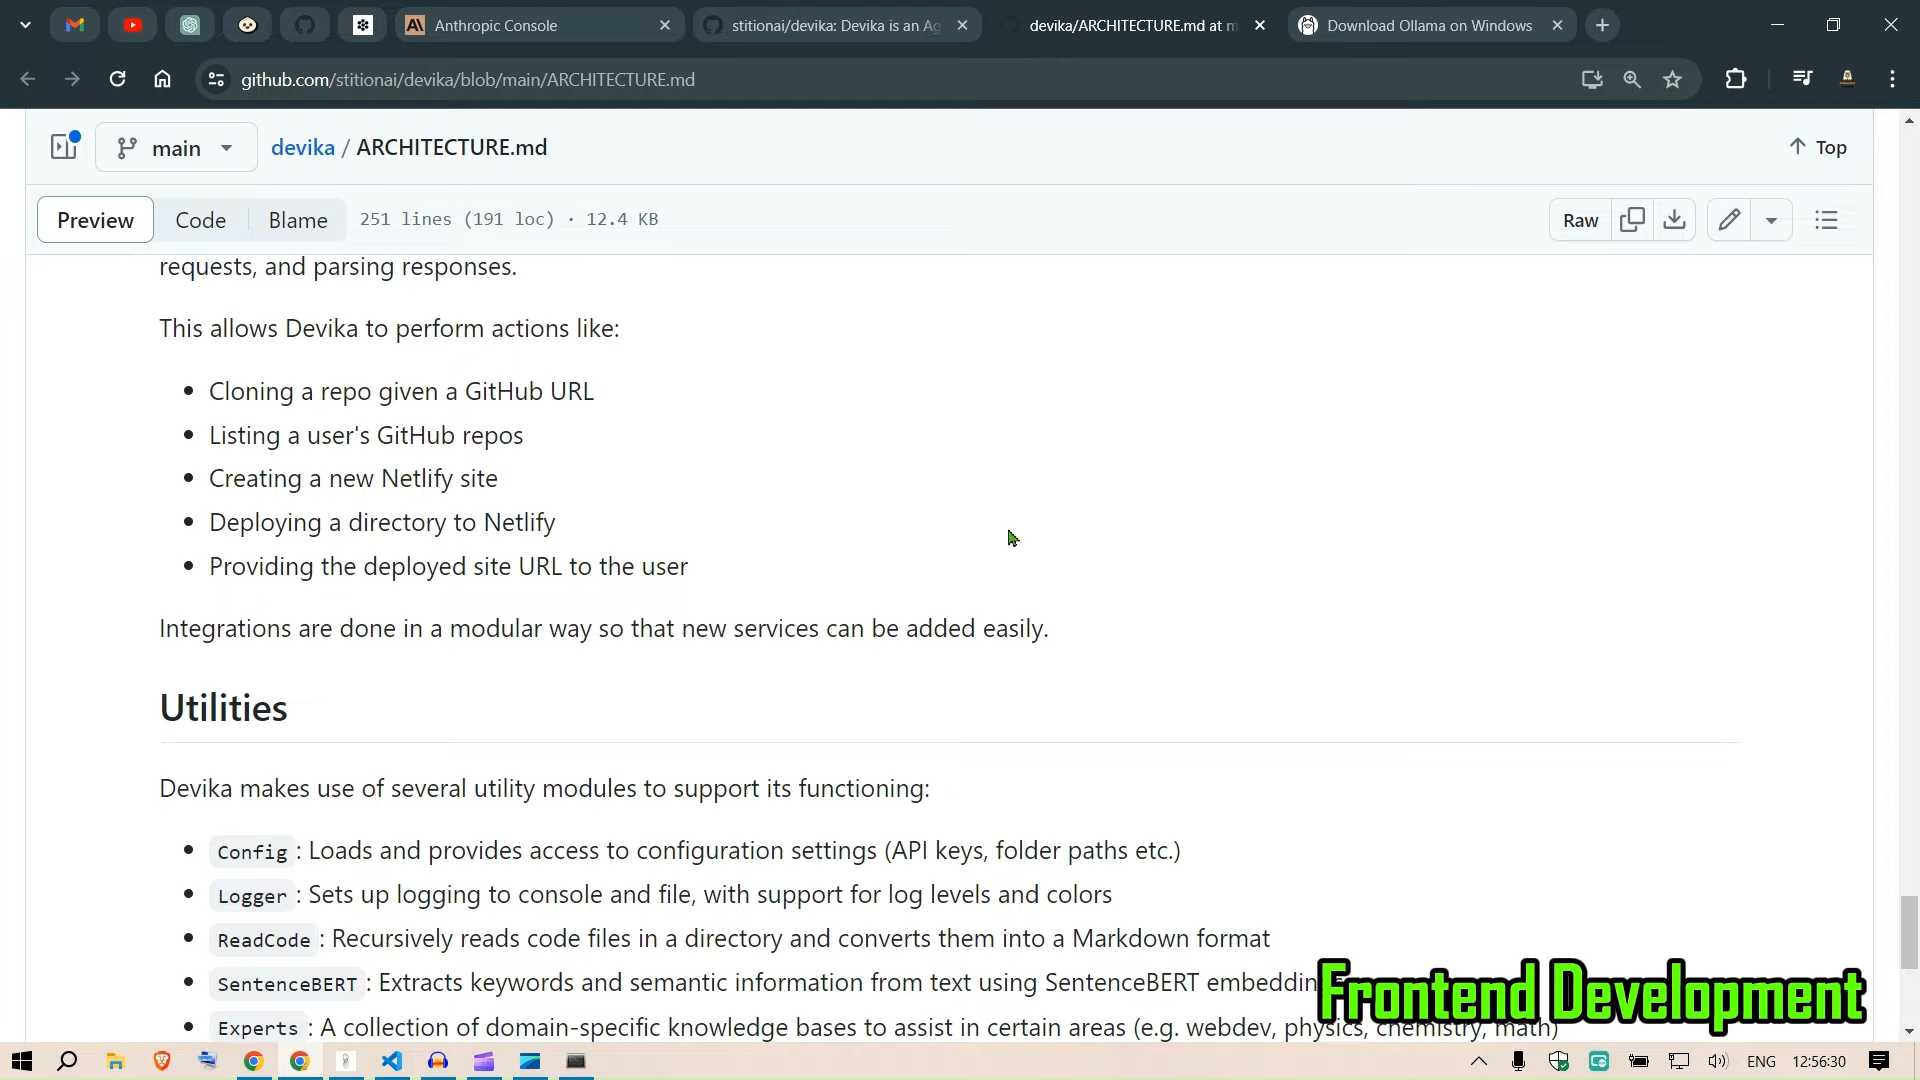 Anthropic Console
stitionai/devika: Devika is an Ag
devika/ARCHITECTURE.md at m
Download Ollama on Windows
github.com/stitionai/devika/blob/main/ARCHITECTURE.md
main
devika / ARCHITECTURE.md
Top
Preview
Code
Blame
251 lines (191 loc) · 12.4 KB
Raw
requests, and parsing responses.
This allows Devika to perform actions like:
• Cloning a repo given a GitHub URL
• Listing a user's GitHub repos
• Creating a new Netlify site
• Deploying a directory to Netlify
• Providing the deployed site URL to the user
Integrations are done in a modular way so that new services can be added easily.
Utilities
Devika makes use of several utility modules to support its functioning:
• Config : Loads and provides access to configuration settings (API keys, folder paths etc.)
• Logger : Sets up logging to console and file, with support for log levels and colors
• ReadCode : Recursively reads code files in a directory and converts them into a Markdown format
• SentenceBERT : Extracts keywords and semantic information from text using SentenceBERT embeddin
• Experts : A collection of domain-specific knowledge bases to assist in certain areas (e.g. webdev, physics, chemistry, math)
Frontend Development
ENG
12:56:30